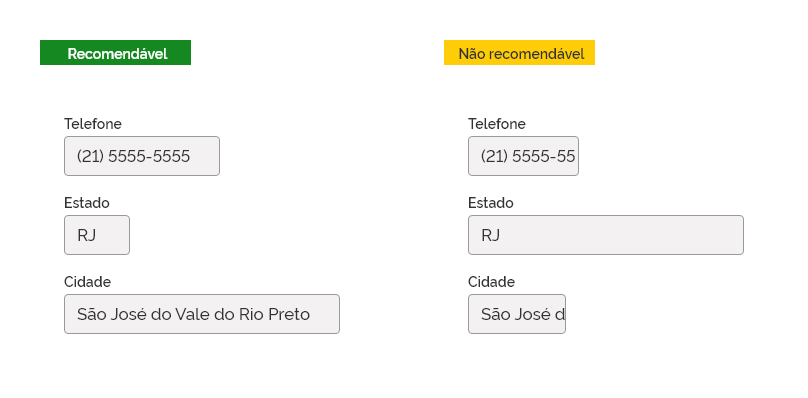 Recomendável
Telefone
(21) 5555-5555
Estado
RJ
Cidade
São José do Vale do Rio Preto
Não recomendável
Telefone
(21) 5555-55
Estado
RJ
Cidade
São José d